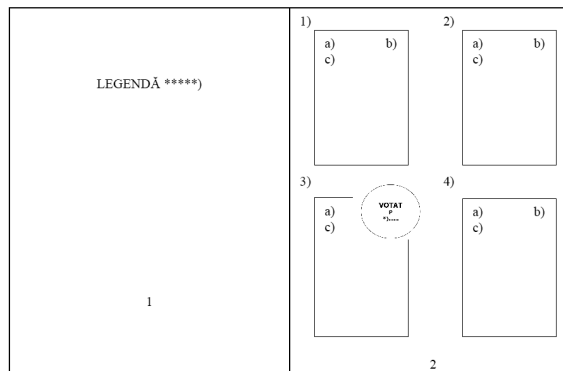 LEGENDĂ *****)
1
1) 2)
a) b) a) b)
c) c)
3) 4)
a) a) b)
c) c)
VOTAT
P
2